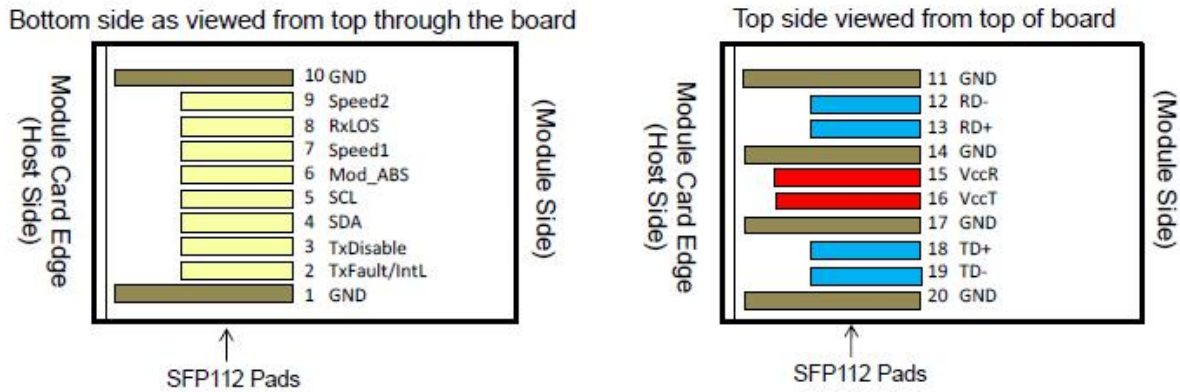 Bottom side as viewed from top through the board
Module Card Edge
(Host Side)
10 GND
9 Speed2
8 RxLOS
7 Speed1
6 Mod_ABS
5 SCL
4 SDA
3 TxDisable
2 TxFault/IntL
1 GND
(Module Side)
SFP112 Pads
Top side viewed from top of board
Module Card Edge
(Host Side)
11 GND
12 RD-
13 RD+
14 GND
15 VccR
16 VccT
17 GND
18 TD+
19 TD-
20 GND
(Module Side)
SFP112 Pads